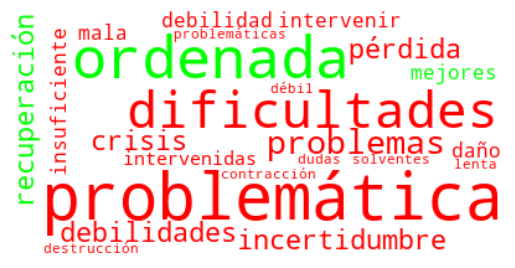 debilidad intervenir
mala problemáticas
ordenada pérdida
recuperación insuficiente mejores
débil
dificultades
crisis problemas
intervenidas dudas solventes daño
lenta
contracción
problemática
debilidades incertidumbre
destrucción